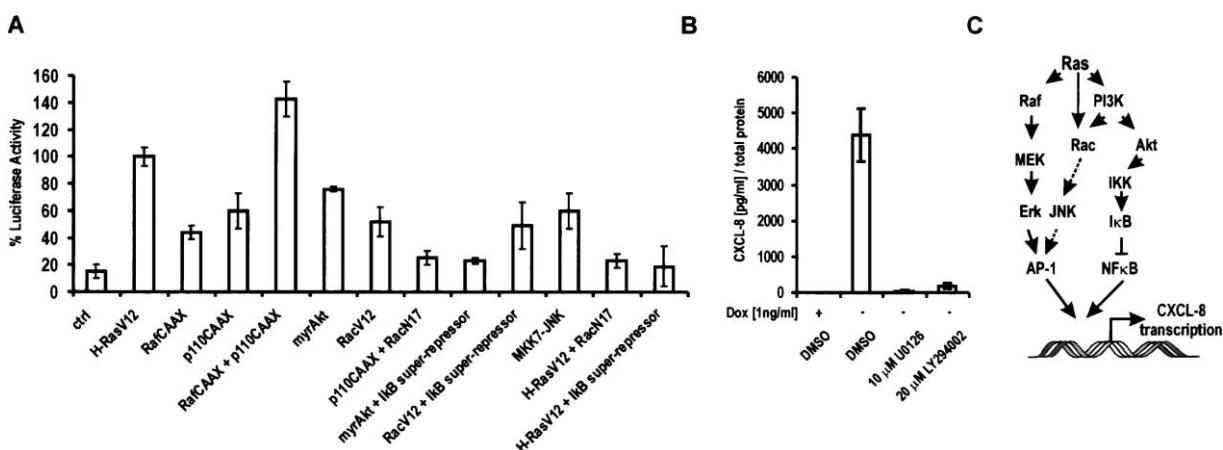 A
% Luciferase Activity
160
140
120
100
80
60
40
20
0
ctrl
H-RasV12
RafCAAX
p110CAAX
RafCAAX + p110CAAX
myrAkt
RacV12
p110CAAX + RacN17
myrAkt + IkB super-repressor
RacV12 + IkB super-repressor
MKK7-JNK
H-RasV12 + RacN17
H-RasV12 + IkB super-repressor
B
CXCL-8 [pg/ml] / total protein
6000
5000
4000
3000
2000
1000
0
Dox [1ng/ml] + - - -
DMSO
DMSO
10 µM U0126
20 µM LY294002
C
Ras
Raf PI3K
Rac Akt
MEK
IKK
Erk JNK
IκB
AP-1 NFκB
CXCL-8
transcription